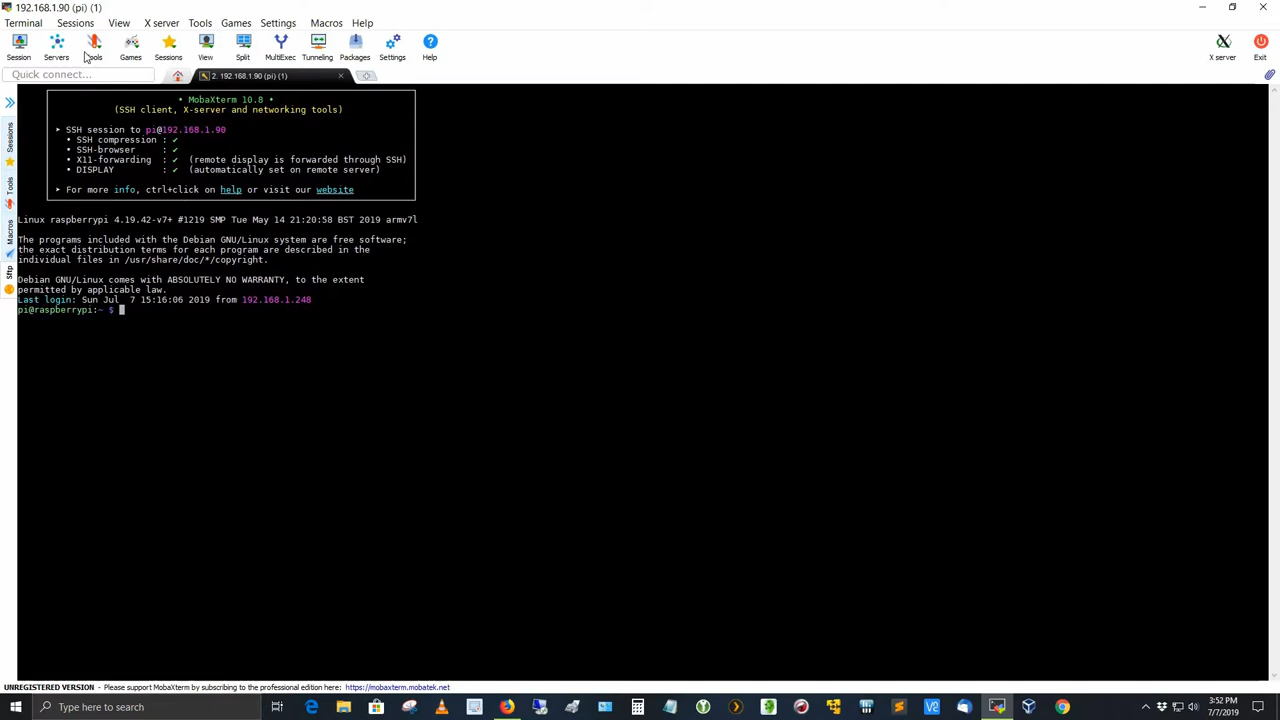 192.168.1.90 (pi) (1)
Terminal Sessions View X server Tools Games Settings Macros Help
Session Servers Tools Games Sessions View Split MultiExec Tunneling Packages Settings Help X server Exit
Quick connect... 2. 192.168.1.90 (pi) (1)
• MobaXterm 10.8 •
(SSH client, X-server and networking tools)
➤ SSH session to pi@192.168.1.90
• SSH compression : ✔
• SSH-browser : ✔
• X11-forwarding : ✔ (remote display is forwarded through SSH)
• DISPLAY : ✔ (automatically set on remote server)
➤ For more info, ctrl+click on help or visit our website
Linux raspberrypi 4.19.42-v7+ #1219 SMP Tue May 14 21:20:58 BST 2019 armv7l
The programs included with the Debian GNU/Linux system are free software;
the exact distribution terms for each program are described in the
individual files in /usr/share/doc/*/copyright.
Debian GNU/Linux comes with ABSOLUTELY NO WARRANTY, to the extent
permitted by applicable law.
Last login: Sun Jul 7 15:16:06 2019 from 192.168.1.248
pi@raspberrypi:~ $
Sessions
Tools
Macros
Sftp
UNREGISTERED VERSION - Please support MobaXterm by subscribing to the professional edition here: https://mobaxterm.mobatek.net
Type here to search
3:52 PM
7/7/2019